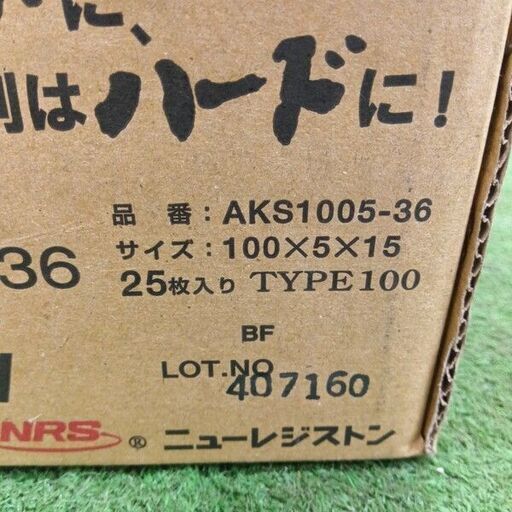 に、
はハードに!
品 番:AKS1005-36
36
サイズ:100×5×15
25枚入り TYPE100
BF
LOT.NO 407160
NRS® ニューレジストン